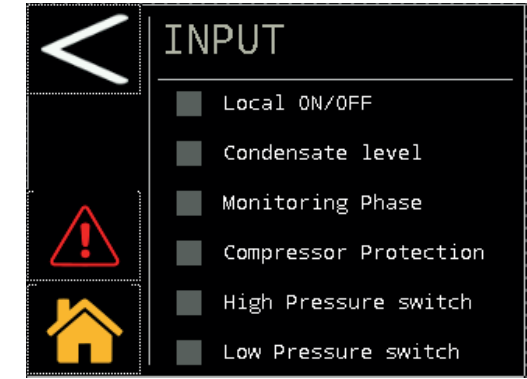 INPUT
Local ON/OFF
Condensate level
Monitoring Phase
Compressor Protection
High Pressure switch
Low Pressure switch